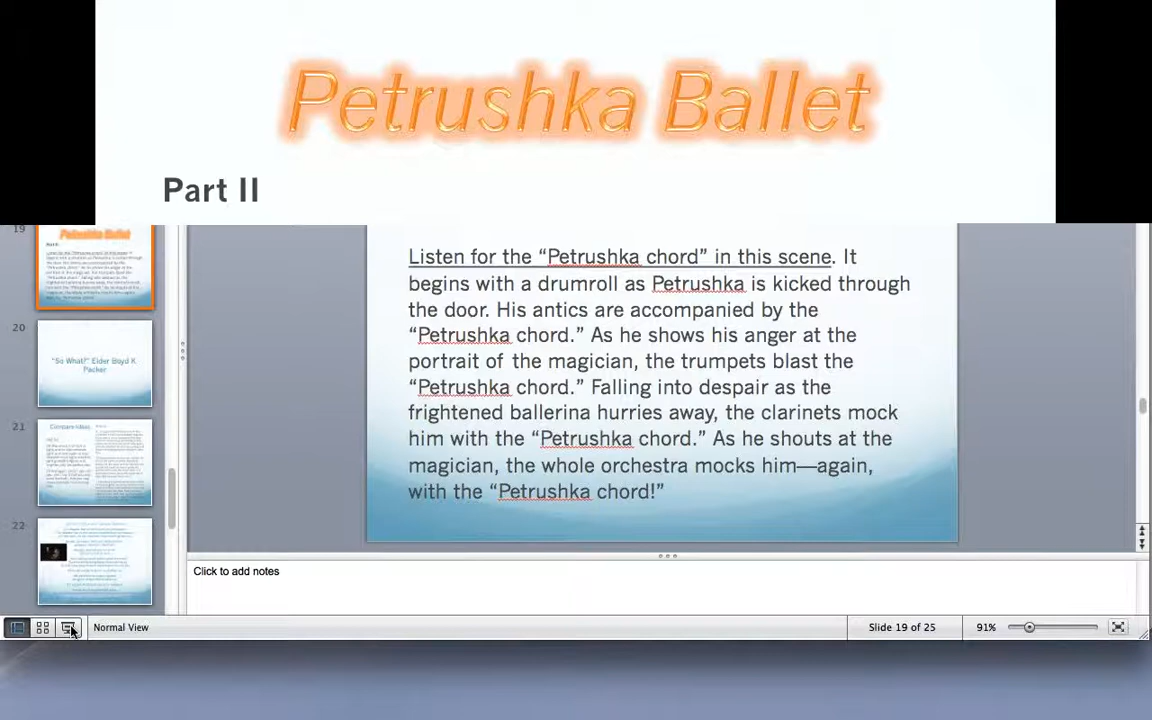 Petrushka Ballet
Part II
Listen for the “Petrushka chord” in this scene. It
begins with a drumroll as Petrushka is kicked through
the door. His antics are accompanied by the
“Petrushka chord.” As he shows his anger at the
portrait of the magician, the trumpets blast the
“Petrushka chord.” Falling into despair as the
frightened ballerina hurries away, the clarinets mock
him with the “Petrushka chord.” As he shouts at the
magician, the whole orchestra mocks him—again,
with the “Petrushka chord!”
19
Petrushka Ballet
20
“So What?” Elder Boyd K.
Packer
21
22
Click to add notes
Normal View
Slide 19 of 25
91%